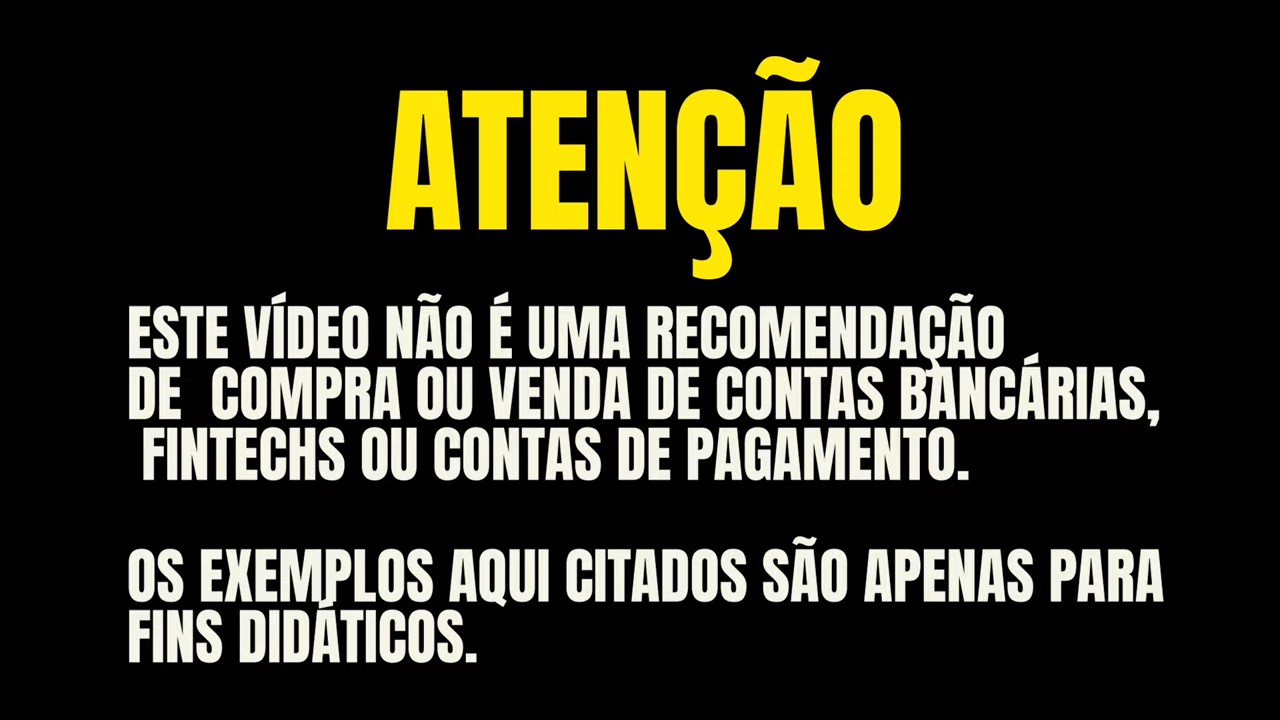 ATENÇÃO
ESTE VÍDEO NÃO É UMA RECOMENDAÇÃO
DE COMPRA OU VENDA DE CONTAS BANCÁRIAS,
FINTECHS OU CONTAS DE PAGAMENTO.
OS EXEMPLOS AQUI CITADOS SÃO APENAS PARA
FINS DIDÁTICOS.